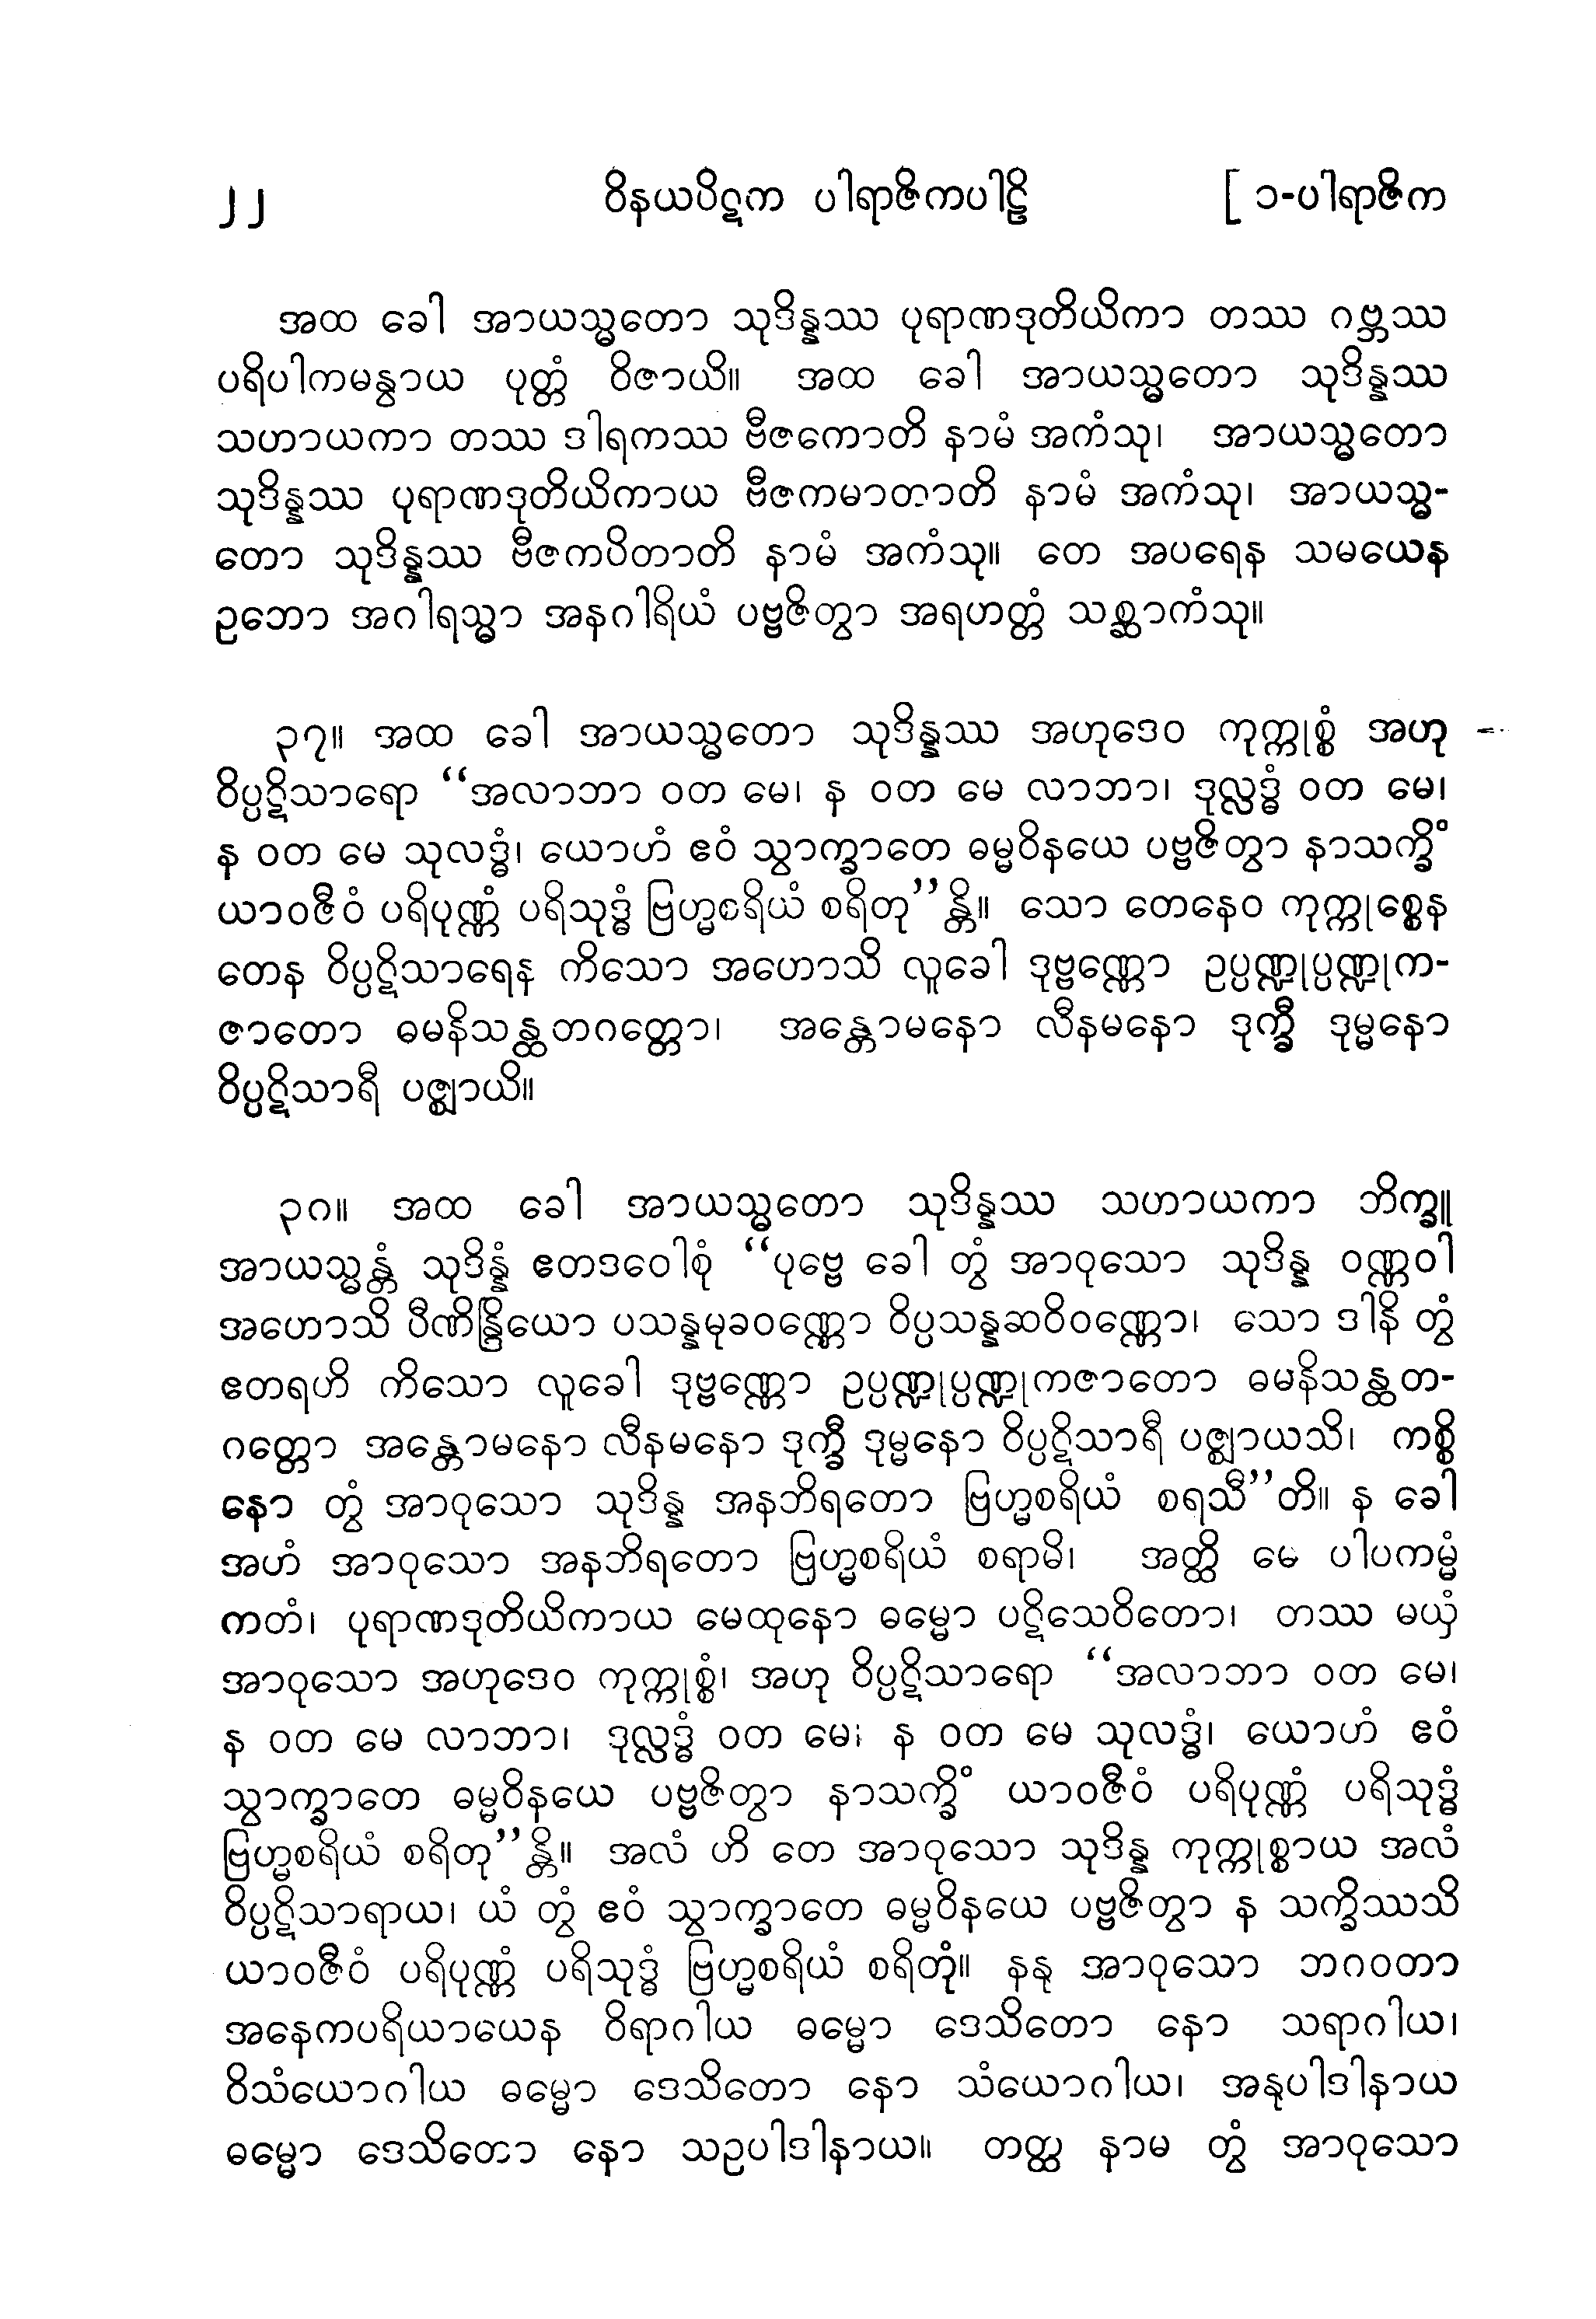 ၂၂ ဝိနယပိဋက ပါရာဇိကပါဠိ [ ၁-ပါရာဇိက
အထ ခေါ အာယသ္မတော သုဒိန္နဿ ပုရာဏဒုတိယိကာ တဿ ဂဗ္ဘဿ
ပရိပါကမန္វာယ ပုတ္တံ ဝိဇာယိ။ အထ ခေါ အာယသ္မတော သုဒိန္နဿ
သဟာယကာ တဿ ဒါရကဿ ဗီဇကောတိ နာမံ အကံသု၊ အာယသ္မတော
သုဒိန္နဿ ပုရာဏဒုတိယိကာယ ဗီဇကမာတာတိ နာမံ အကံသု၊ အာယသ္မ-
တော သုဒိန္နဿ ဗီဇကပိတာတိ နာမံ အကံသု။ တေ အပရေန သမယေန
ဥဘော အဂါရသ္မာ အနဂါရိယံ ပဗ္ဗဇိတွာ အရဟတ္တံ သစ္ဆာကံသု။
၃၇။ အထ ခေါ အာယသ္မတော သုဒိန္နဿ အဟုဒေဝ ကုက္ကုစ္စံ အဟု
ဝိပ္ပဋိသာရော “အလာဘာ ဝတ မေ၊ န ဝတ မေ လာဘာ၊ ဒုလ္လဒ္ဓံ ဝတ မေ၊
န ဝတ မေ သုလဒ္ဓံ၊ ယောဟံ ဧဝံ သွာက္ခာတေ ဓမ္မဝိနယေ ပဗ္ဗဇိတွာ နာသက္ခိံ
ယာဝဇီဝံ ပရိပုဏ္ဏံ ပရိသုဒ္ဓံ ဗြဟ္မစရိယံ စရိတု”န္တိ။ သော တေနေဝ ကုက္ကုစ္စေန
တေန ဝိပ္ပဋိသာရေန ကိသော အဟောသိ လူခေါ ဒုဗ္ဗဏ္ဏော ဥပ္ပဏ္ဍုပ္ပဏ္ဍုက-
ဇာတော ဓမနိသန္ထတဂတ္တော၊ အန္တောမနော လီနမနော ဒုက္ခီ ဒုမ္မနော
ဝိပ္ပဋိသာရီ ပဇ္ဈာယိ။
၃၈။ အထ ခေါ အာယသ္မတော သုဒိန္နဿ သဟာယကာ ဘိက္ခူ
အာယသ္မန္တံ သုဒိန္နံ ဧတဒဝေါစုံ “ပုဗ္ဗေ ခေါ တွံ အာဝုသော သုဒိန္န ဝဏ္ဏဝါ
အဟောသိ ပီဏိန္ဒြိယော ပသန္နမုခဝဏ္ဏော ဝိပ္ပသန္နဆဝိဝဏ္ဏော၊ သော ဒါနိ တွံ
ဧတရဟိ ကိသော လူခေါ ဒုဗ္ဗဏ္ဏော ဥပ္ပဏ္ဍုပ္ပဏ္ဍုကဇာတော ဓမနိသန္ထတ-
ဂတ္တော အန္တောမနော လီနမနော ဒုက္ခီ ဒုမ္မနော ဝိပ္ပဋိသာရီ ပဇ္ဈာယသိ၊ ကစ္စိ
နော တွံ အာဝုသော သုဒိန္န အနဘိရတော ဗြဟ္မစရိယံ စရသီ”တိ။ န ခေါ
အဟံ အာဝုသော အနဘိရတော ဗြဟ္မစရိယံ စရာမိ၊ အတ္ထိ မေ ပါပကမ္မံ
ကတံ၊ ပုရာဏဒုတိယိကာယ မေထုနော ဓမ္မော ပဋိသေဝိတော၊ တဿ မယှံ
အာဝုသော အဟုဒေဝ ကုက္ကုစ္စံ၊ အဟု ဝိပ္ပဋိသာရော “အလာဘာ ဝတ မေ၊
န ဝတ မေ လာဘာ၊ ဒုလ္လဒ္ဓံ ဝတ မေ၊ န ဝတ မေ သုလဒ္ဓံ၊ ယောဟံ ဧဝံ
သွာက္ခာတေ ဓမ္မဝိနယေ ပဗ္ဗဇိတွာ နာသက္ခိံ ယာဝဇီဝံ ပရိပုဏ္ဏံ ပရိသုဒ္ဓံ
ဗြဟ္မစရိယံ စရိတု”န္တိ။ အလံ ဟိ တေ အာဝုသော သုဒိန္န ကုက္ကုစ္စာယ အလံ
ဝိပ္ပဋိသာရာယ၊ ယံ တွံ ဧဝံ သွာက္ခာတေ ဓမ္မဝိနယေ ပဗ္ဗဇိတွာ န သက္ခိဿသိ
ယာဝဇီဝံ ပရိပုဏ္ဏံ ပရိသုဒ္ဓံ ဗြဟ္မစရိယံ စရိတုံ။ နနု အာဝုသော ဘဂဝတာ
အနေကပရိယာယေန ဝိရာဂါယ ဓမ္မော ဒေသိတော နော သရာဂါယ၊
ဝိသံယောဂါယ ဓမ္မော ဒေသိတော နော သံယောဂါယ၊ အနုပါဒါနာယ
ဓမ္မော ဒေသိတော နော သဥပါဒါနာယ။ တတ္ထ နာမ တွံ အာဝုသော